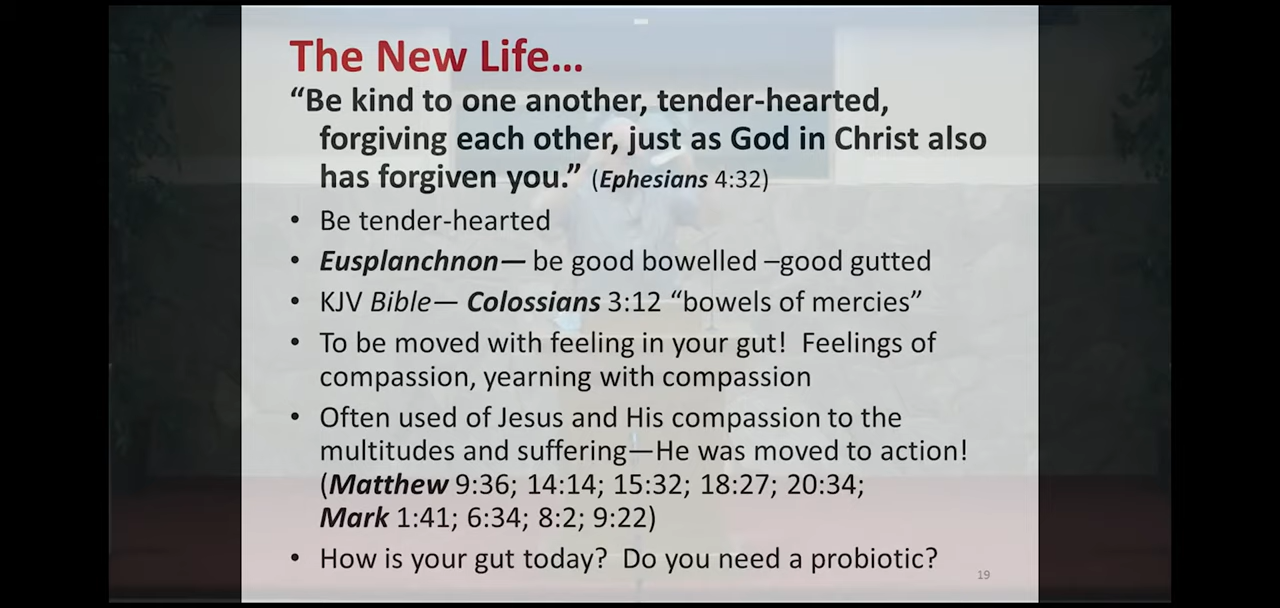 The New Life...
“Be kind to one another, tender-hearted,
forgiving each other, just as God in Christ also
has forgiven you.” (Ephesians 4:32)
• Be tender-hearted
• Eusplanchnon— be good bowelled –good gutted
• KJV Bible— Colossians 3:12 “bowels of mercies”
• To be moved with feeling in your gut!  Feelings of
compassion, yearning with compassion
• Often used of Jesus and His compassion to the
multitudes and suffering—He was moved to action!
(Matthew 9:36; 14:14; 15:32; 18:27; 20:34;
Mark 1:41; 6:34; 8:2; 9:22)
• How is your gut today?  Do you need a probiotic?
19